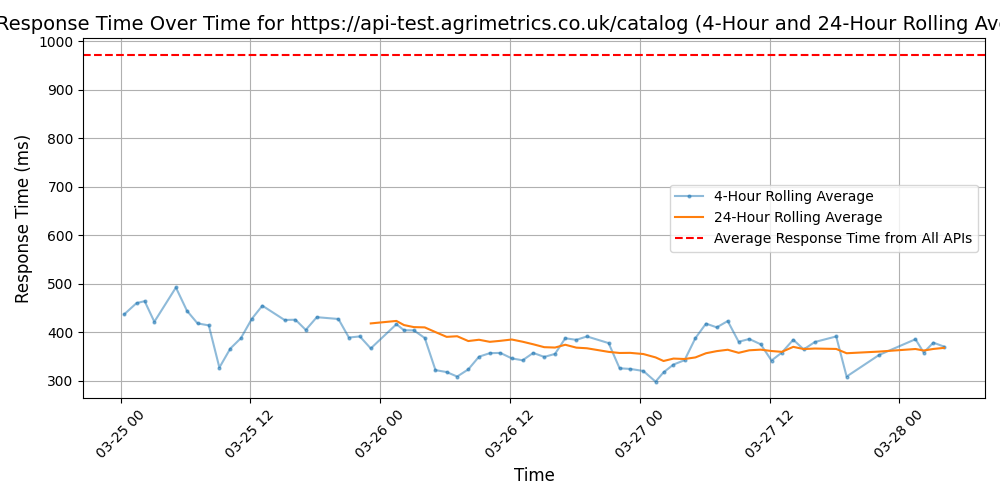 Response Time Over Time for https://api-test.agrimetrics.co.uk/catalog (4-Hour and 24-Hour Rolling Av
Response Time (ms)
1000
900
800
700
600
500
400
300
4-Hour Rolling Average
24-Hour Rolling Average
Average Response Time from All APIs
03-25 00
03-25 12
03-26 00
03-26 12
03-27 00
03-27 12
03-28 00
Time